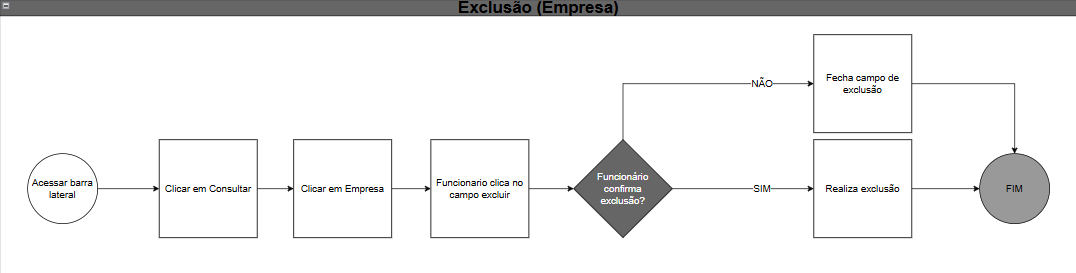 Exclusão (Empresa)
Acessar barra
lateral
Clicar em Consultar
Clicar em Empresa
Funcionario clica no
campo excluir
Funcionário
confirma
exclusão?
NÃO
Fecha campo de
exclusão
SIM
Realiza exclusão
FIM